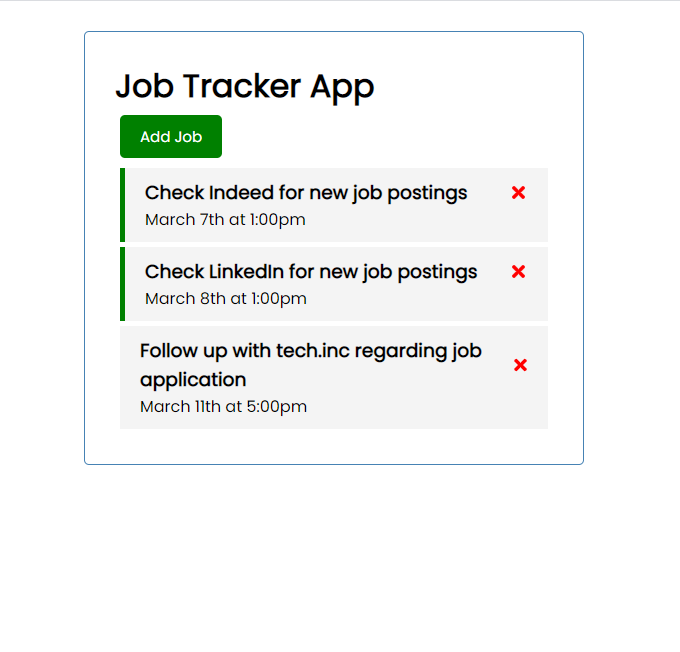 Job Tracker App
Add Job
Check Indeed for new job postings
March 7th at 1:00pm
Check LinkedIn for new job postings
March 8th at 1:00pm
Follow up with tech.inc regarding job
application
March 11th at 5:00pm